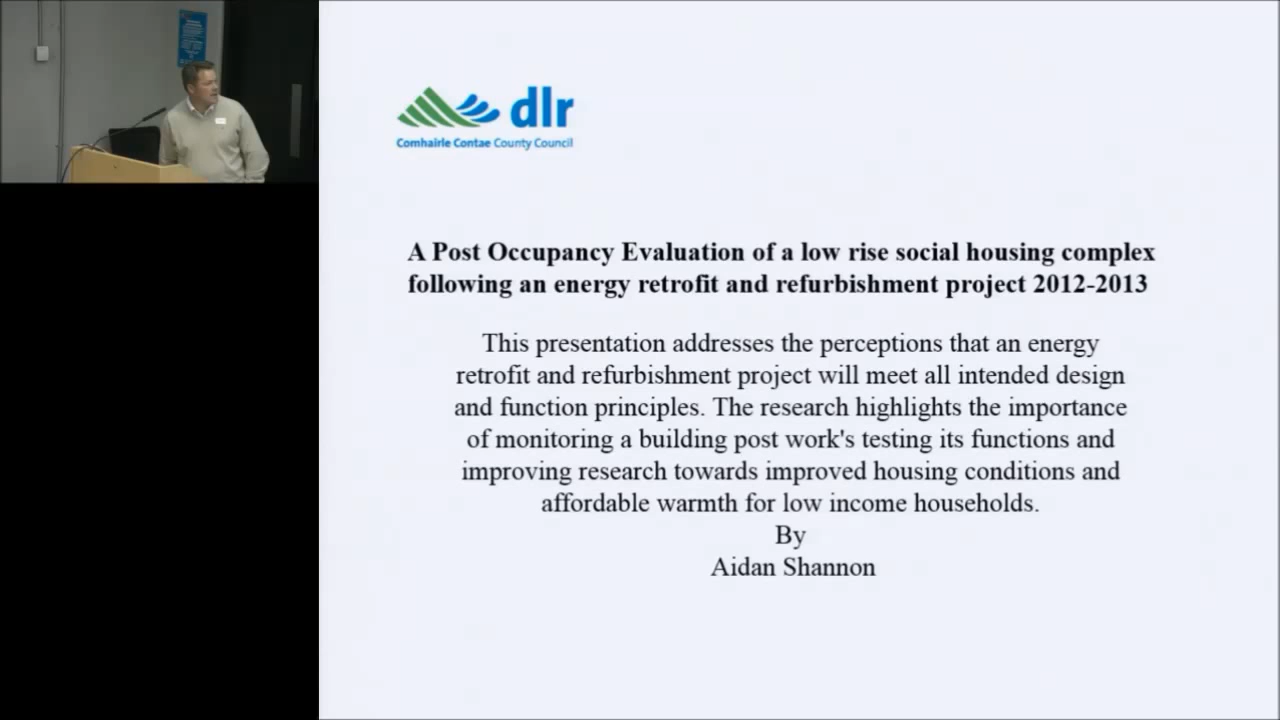 dlr
Comhairle Contae County Council
A Post Occupancy Evaluation of a low rise social housing complex
following an energy retrofit and refurbishment project 2012-2013
This presentation addresses the perceptions that an energy
retrofit and refurbishment project will meet all intended design
and function principles. The research highlights the importance
of monitoring a building post work's testing its functions and
improving research towards improved housing conditions and
affordable warmth for low income households.
By
Aidan Shannon